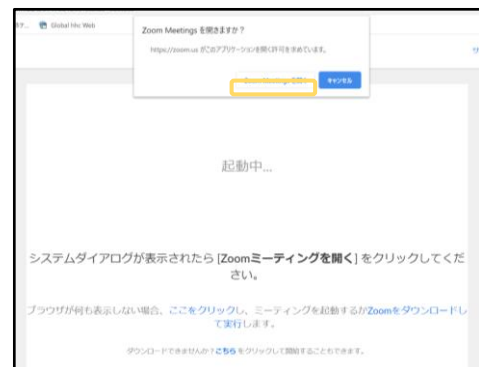 Global hhc Web
Zoom Meetings を開きますか?
https://zoom.us がこのアプリケーションを開く許可を求めています。
Zoom Meetings を開く
キャンセル
サ
起動中...
システムダイアログが表示されたら [Zoomミーティングを開く] をクリックしてくだ
さい。
ブラウザが何も表示しない場合、ここをクリックし、ミーティングを起動するかZoomをダウンロードし
て実行します。
ダウンロードできませんか?こちらをクリックして開始することもできます。